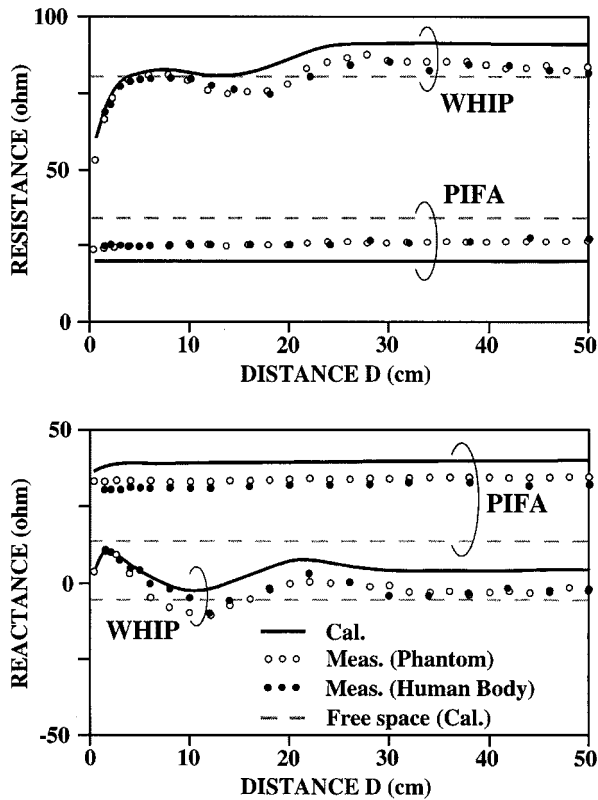 100
50
0
RESISTANCE (ohm)
WHIP
PIFA
0 10 20 30 40 50
DISTANCE D (cm)
50
0
-50
REACTANCE (ohm)
PIFA
WHIP
Cal.
Meas. (Phantom)
Meas. (Human Body)
Free space (Cal.)
0 10 20 30 40 50
DISTANCE D (cm)